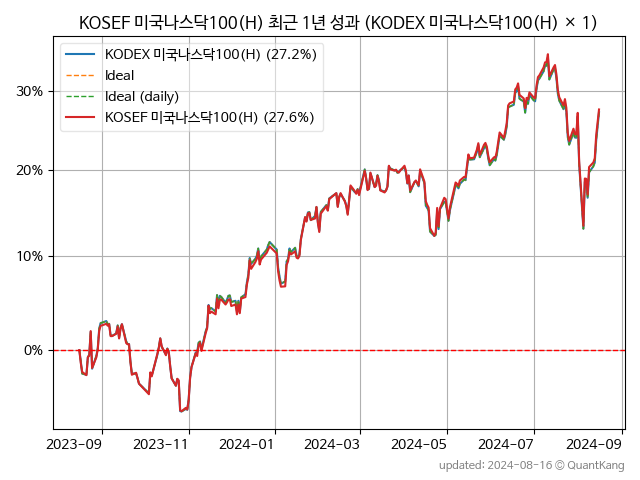 KOSEF 미국나스닥100(H) 최근 1년 성과 (KODEX 미국나스닥100(H) × 1)
KODEX 미국나스닥100(H) (27.2%)
Ideal
Ideal (daily)
KOSEF 미국나스닥100(H) (27.6%)
30%
20%
10%
0%
2023-09 2023-11 2024-01 2024-03 2024-05 2024-07 2024-09
updated: 2024-08-16 © QuantKang